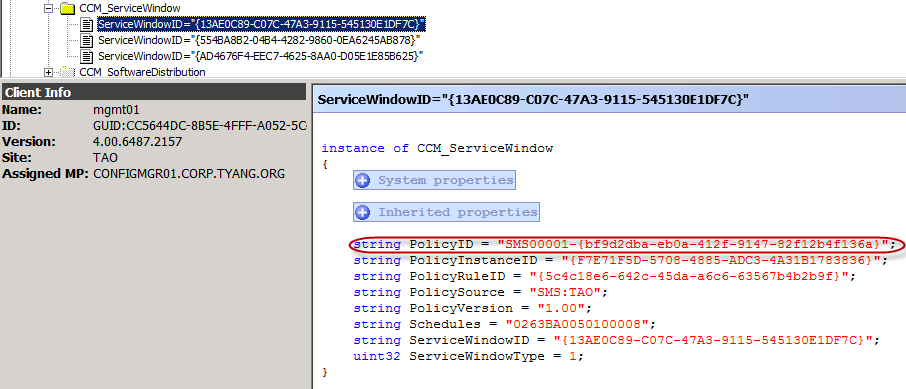 CCM_ServiceWindow
ServiceWindowID="{13AE0C89-C07C-47A3-9115-545130E1DF7C}"
ServiceWindowID="{554BA8B2-04B4-4282-9860-0EA6245AB878}"
ServiceWindowID="{AD4676F4-EEC7-4625-8AA0-D05E1E85B625}"
CCM_SoftwareDistribution
Client Info
Name: mgmt01
ID: GUID:CC5644DC-8B5E-4FFF-A052-5C
Version: 4.00.6487.2157
Site: TAO
Assigned MP: CONFIGMGR01.CORP.TYANG.ORG
ServiceWindowID="{13AE0C89-C07C-47A3-9115-545130E1DF7C}"
instance of CCM_ServiceWindow
{
System properties
Inherited properties
string PolicyID = "SMS00001-{bf9d2dba-eb0a-412f-9147-82f12b4f136a}";
string PolicyInstanceID = "{F7E71F5D-5708-4885-ADC3-4A31B1783836}";
string PolicyRuleID = "{5c4c18e6-642c-45da-a6c6-63567b4b2b9f}";
string PolicySource = "SMS:TAO";
string PolicyVersion = "1.00";
string Schedules = "0263BA0050100008";
string ServiceWindowID = "{13AE0C89-C07C-47A3-9115-545130E1DF7C}";
uint32 ServiceWindowType = 1;
}